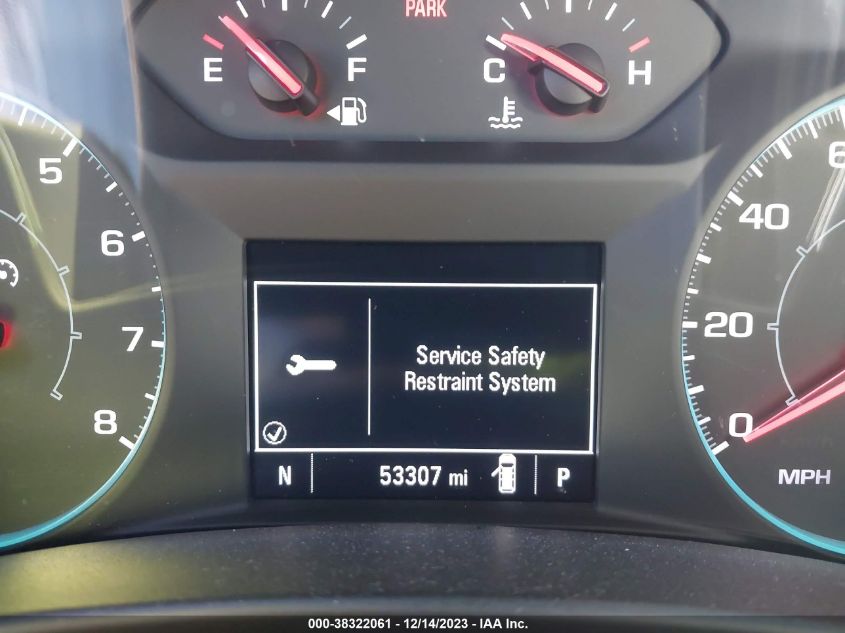 PARK
E F
C H
5
6
7
8
40
20
0
MPH
Service Safety
Restraint System
N 53307 mi P
000-38322061 - 12/14/2023 - IAA Inc.